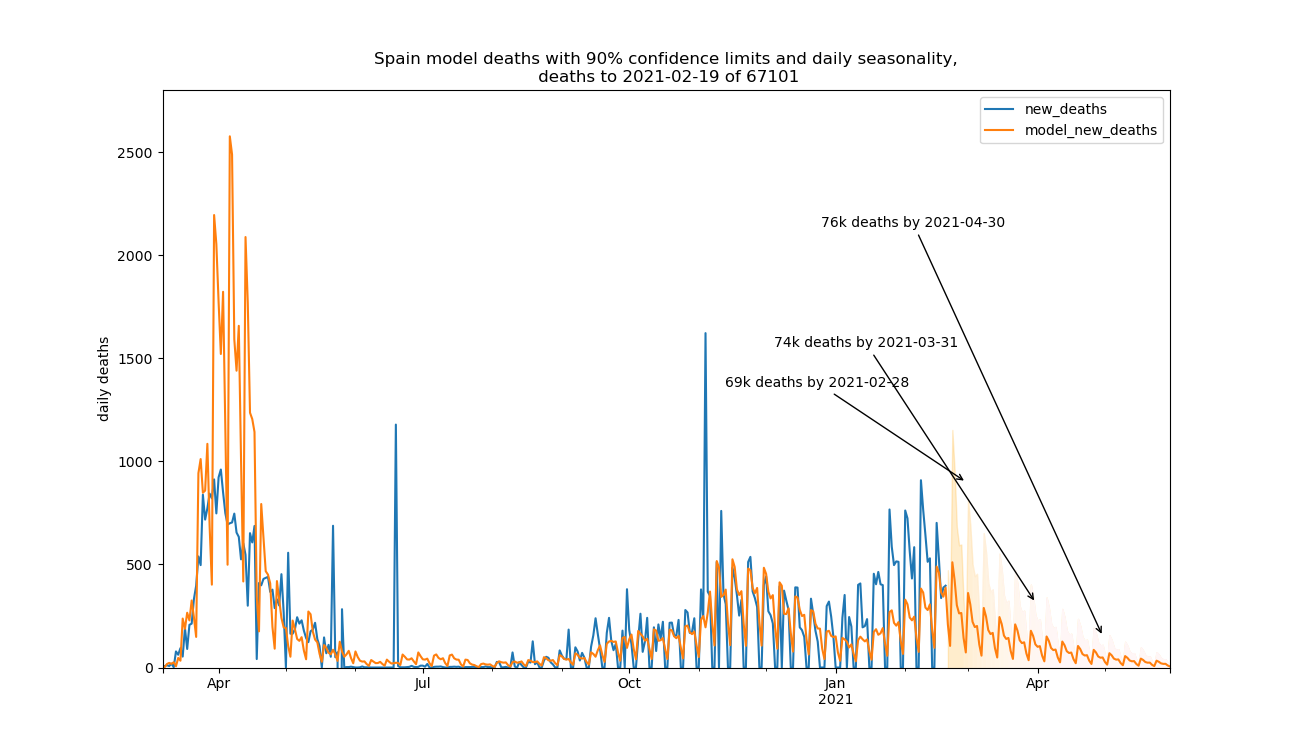 Spain model deaths with 90% confidence limits and daily seasonality,
deaths to 2021-02-19 of 67101
new_deaths
model_new_deaths
2500
2000
1500
1000
500
0
daily deaths
76k deaths by 2021-04-30
74k deaths by 2021-03-31
69k deaths by 2021-02-28
Apr
Jul
Oct
Jan
2021
Apr